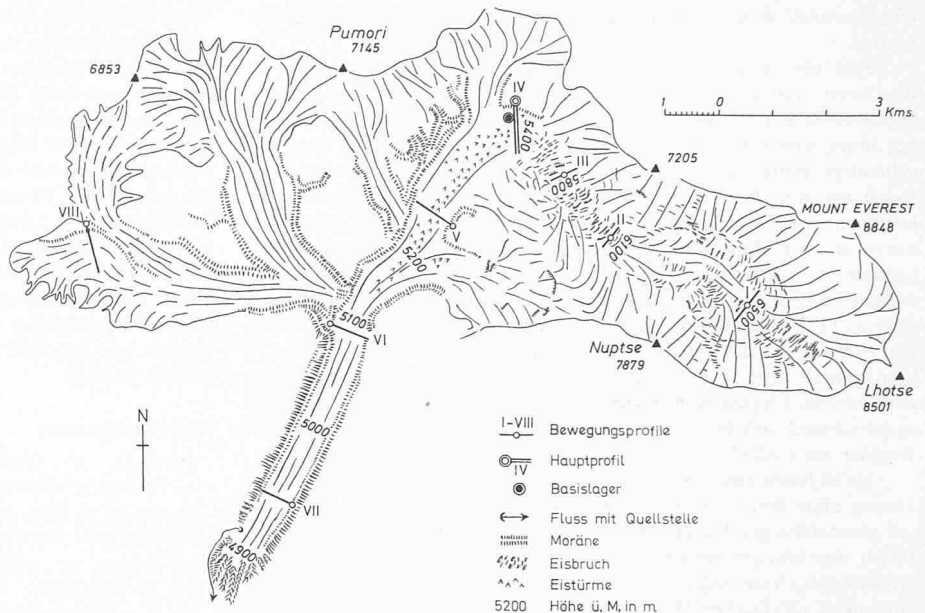 Pumori
7145
6853
IV
5400
1 0 3 Kms.
III
5800
7205
VIII
II
6100
MOUNT EVEREST
8848
V
5200
I
6500
5100
VI
Nuptse
7879
Lhotse
8501
N
5000
VII
4900
I-VIII Bewegungsprofile
IV Hauptprofil
Basislager
Fluss mit Quellstelle
Moräne
Eisbruch
Eistürme
5200 Höhe ü, M, in m